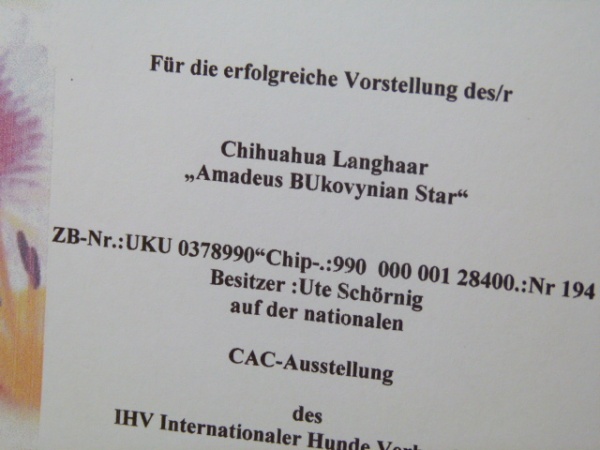 Für die erfolgreiche Vorstellung des/r
Chihuahua Langhaar
„Amadeus BUkovynian Star“
ZB-Nr.:UKU 0378990“Chip-.:990 000 001 28400.:Nr 194
Besitzer :Ute Schörnig
auf der nationalen
CAC-Ausstellung
des
IHV Internationaler Hunde